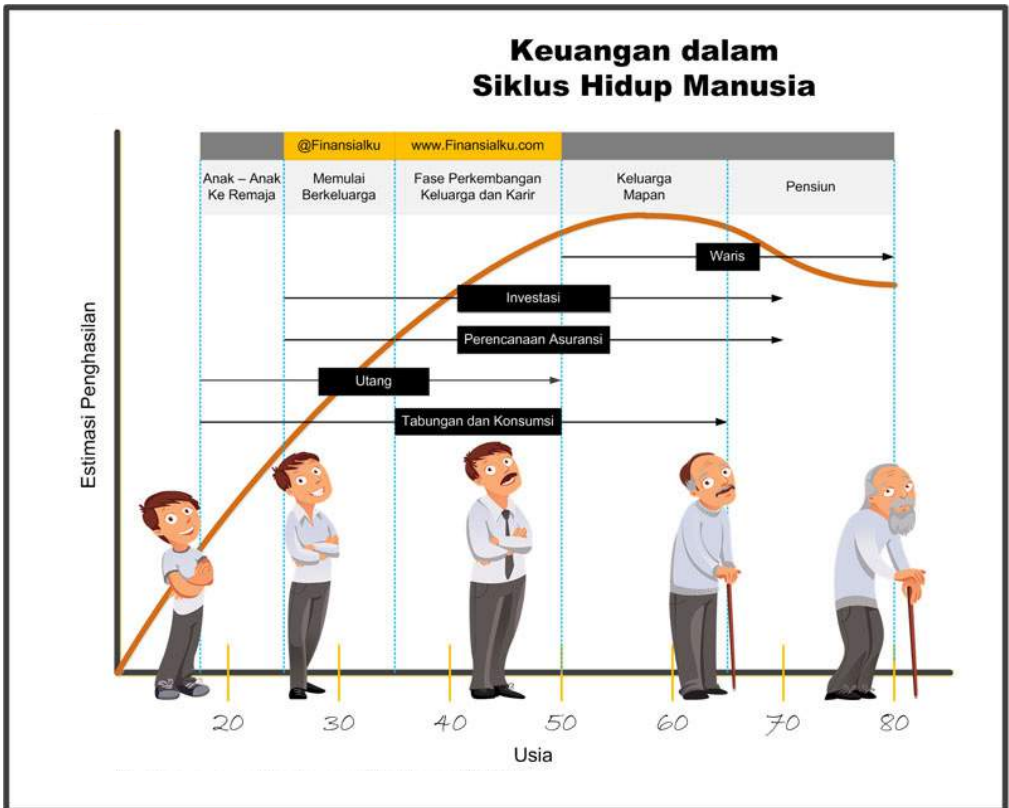 Keuangan dalam
Siklus Hidup Manusia
@Finansialku
www.Finansialku.com
Anak – Anak
Ke Remaja
Memulai
Berkeluarga
Fase Perkembangan
Keluarga dan Karir
Keluarga
Mapan
Pensiun
Waris
Investasi
Perencanaan Asuransi
Utang
Tabungan dan Konsumsi
Estimasi Penghasilan
20 30 40 50 60 70 80
Usia